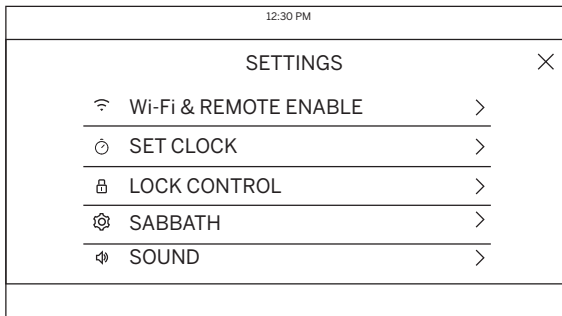 12:30 PM
SETTINGS
Wi-Fi & REMOTE ENABLE
SET CLOCK
LOCK CONTROL
SABBATH
SOUND